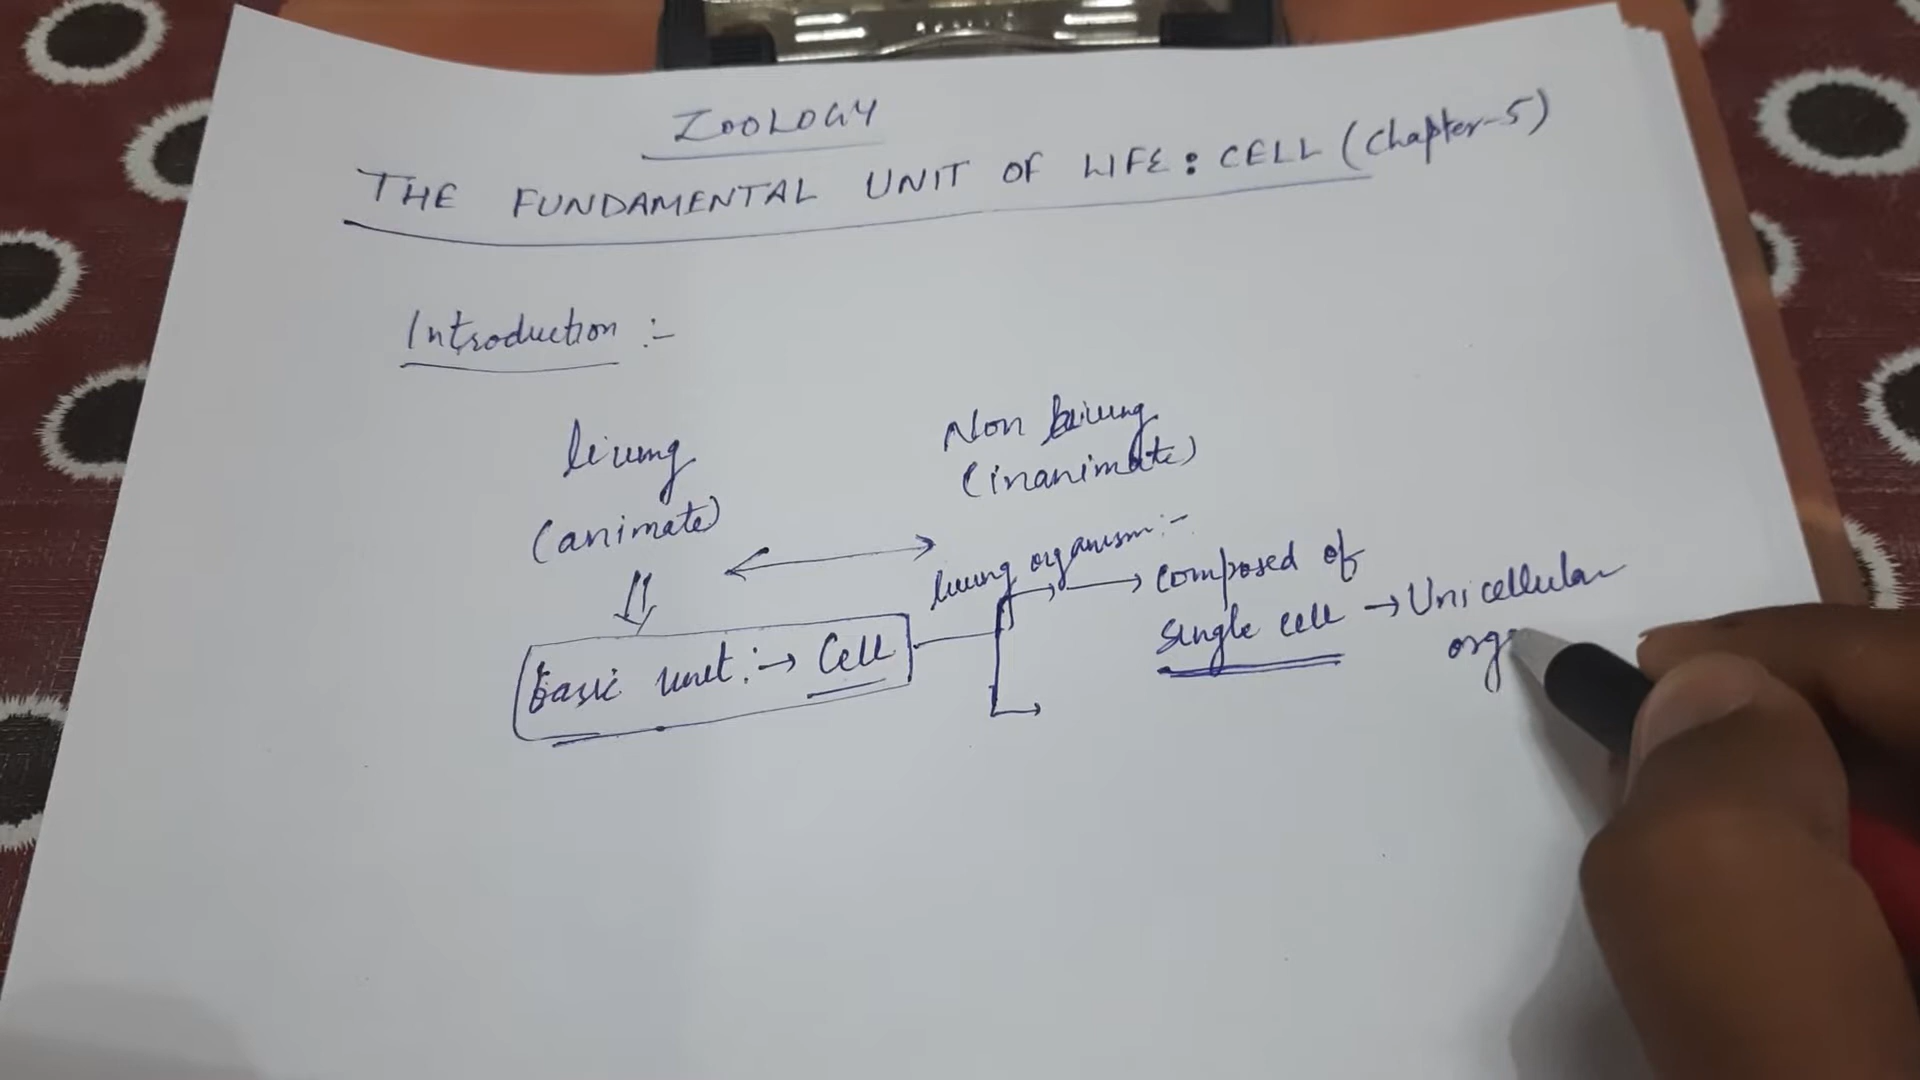 ZOOLOGY
THE FUNDAMENTAL UNIT OF LIFE: CELL (Chapter-5)
Introduction :-
living
(animate)
Non living
(inanimate)
living organism :-
Basic unit :→ Cell
→ composed of
single cell → Unicellular
org